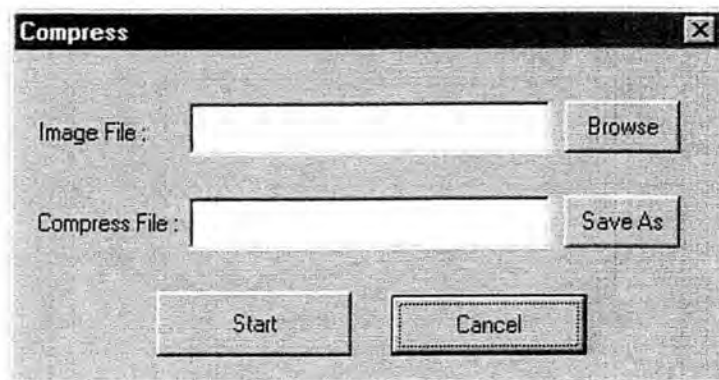 Compress
Image File : Browse
Compress File : Save As
Start Cancel